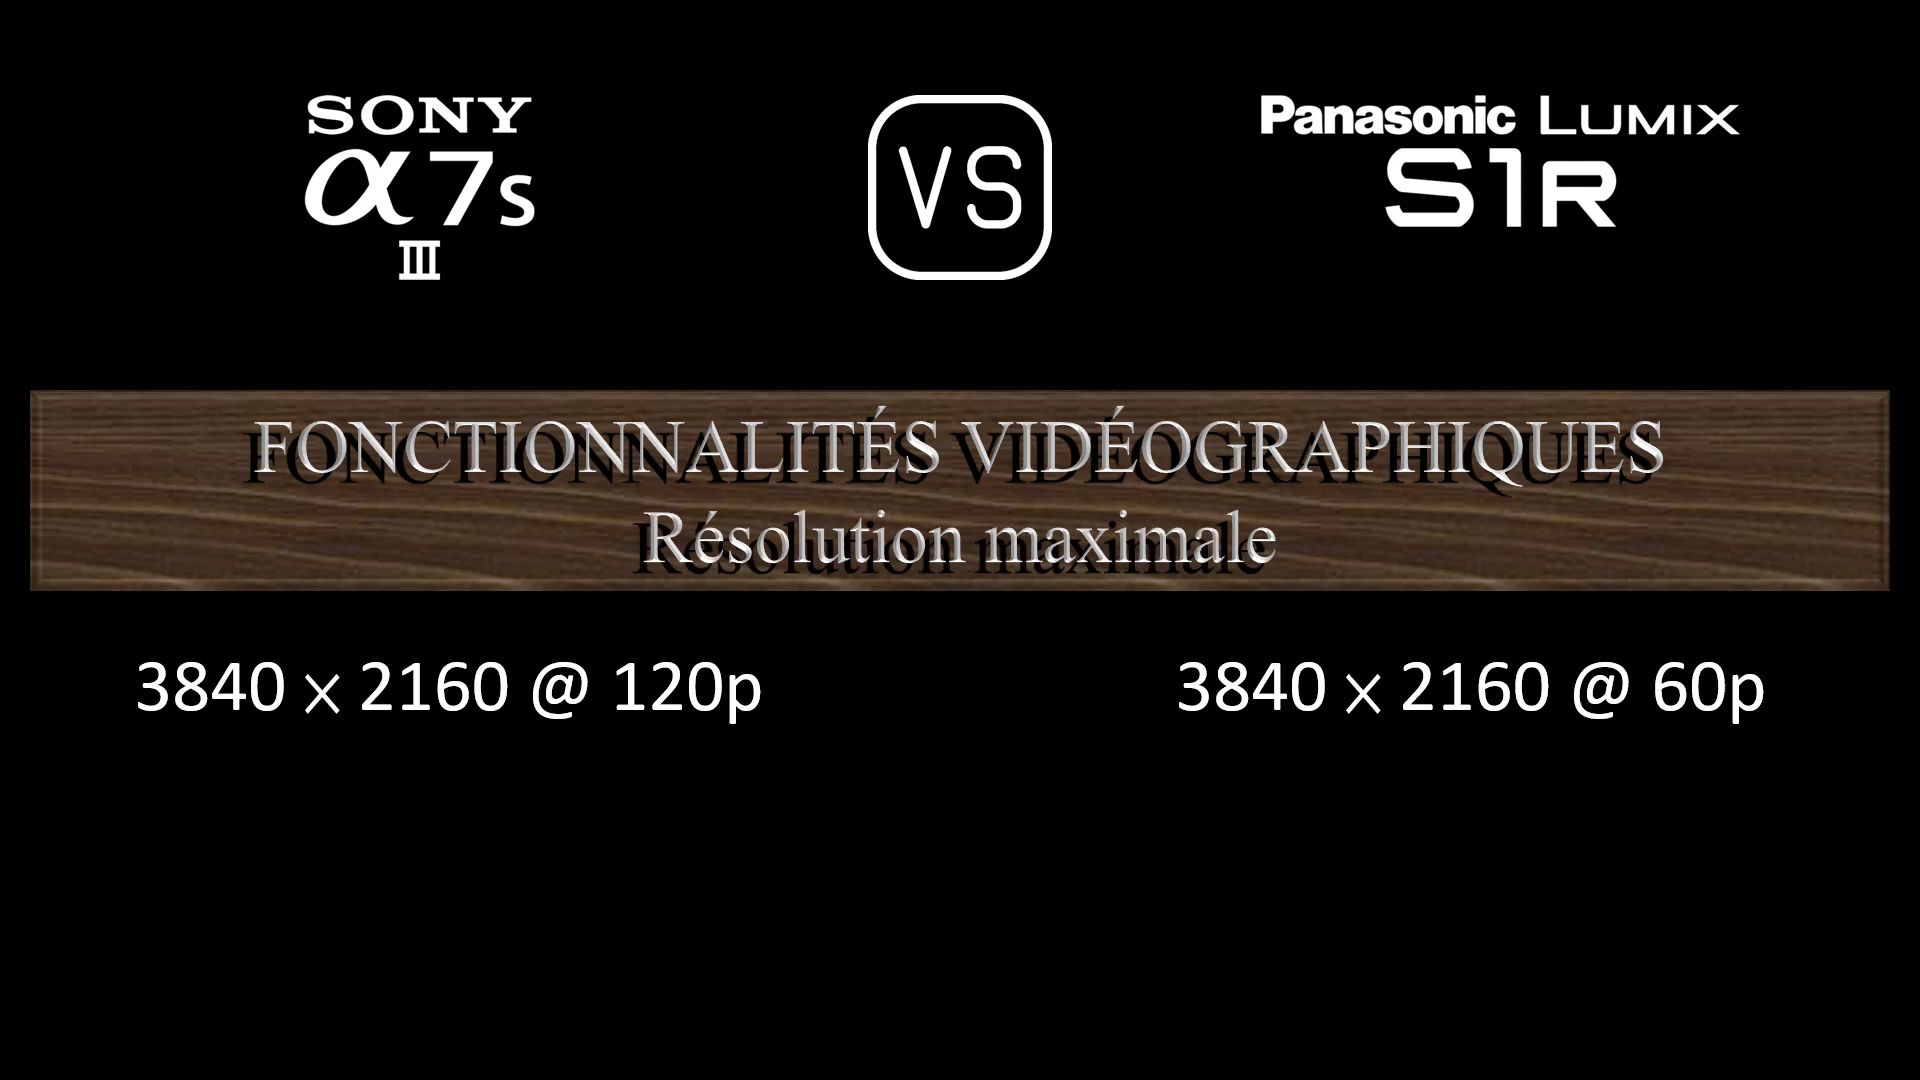 SONY
α7s
III
VS
Panasonic LUMIX
S1R
FONCTIONNALITÉS VIDÉOGRAPHIQUES
Résolution maximale
3840 x 2160 @ 120p
3840 x 2160 @ 60p